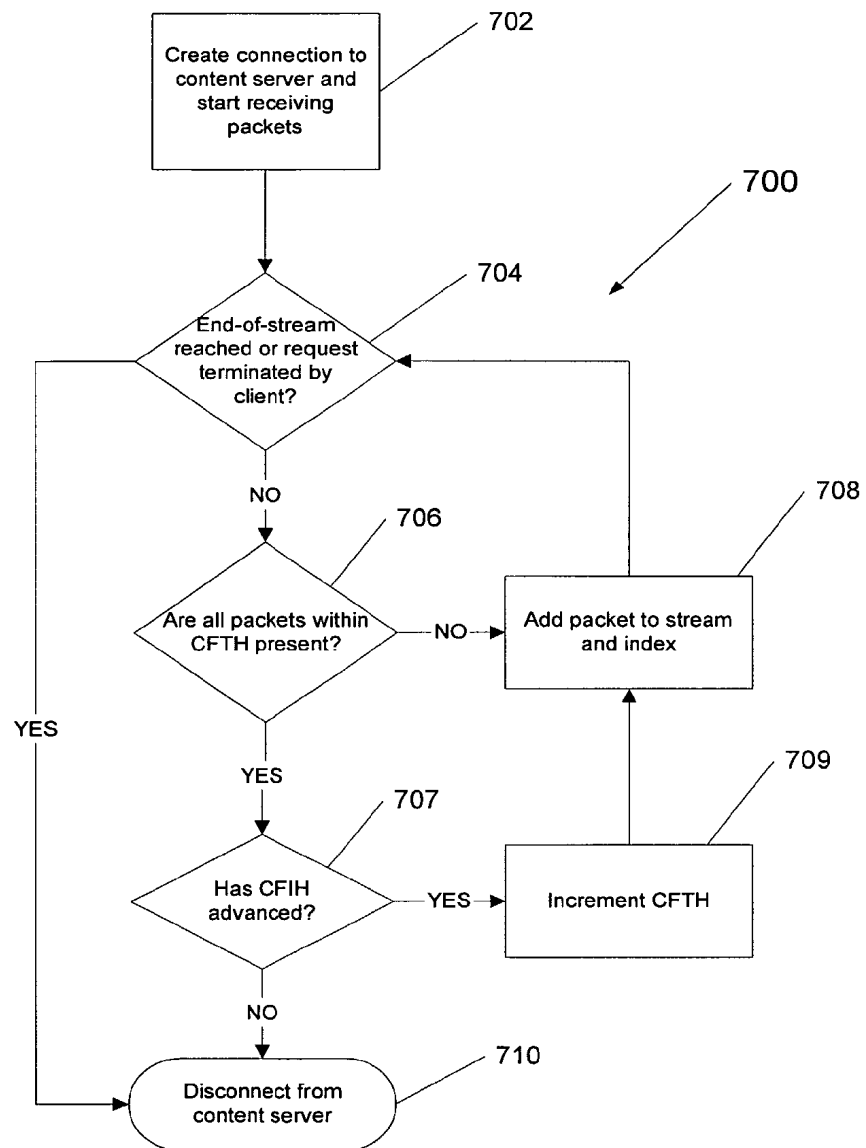 702
Create connection to
content server and
start receiving
packets
700
704
End-of-stream
reached or request
terminated by
client?
NO
706
708
Are all packets within
CFTH present?
NO
Add packet to stream
and index
YES
YES
709
707
Has CFIH
advanced?
YES
Increment CFTH
NO
710
Disconnect from
content server